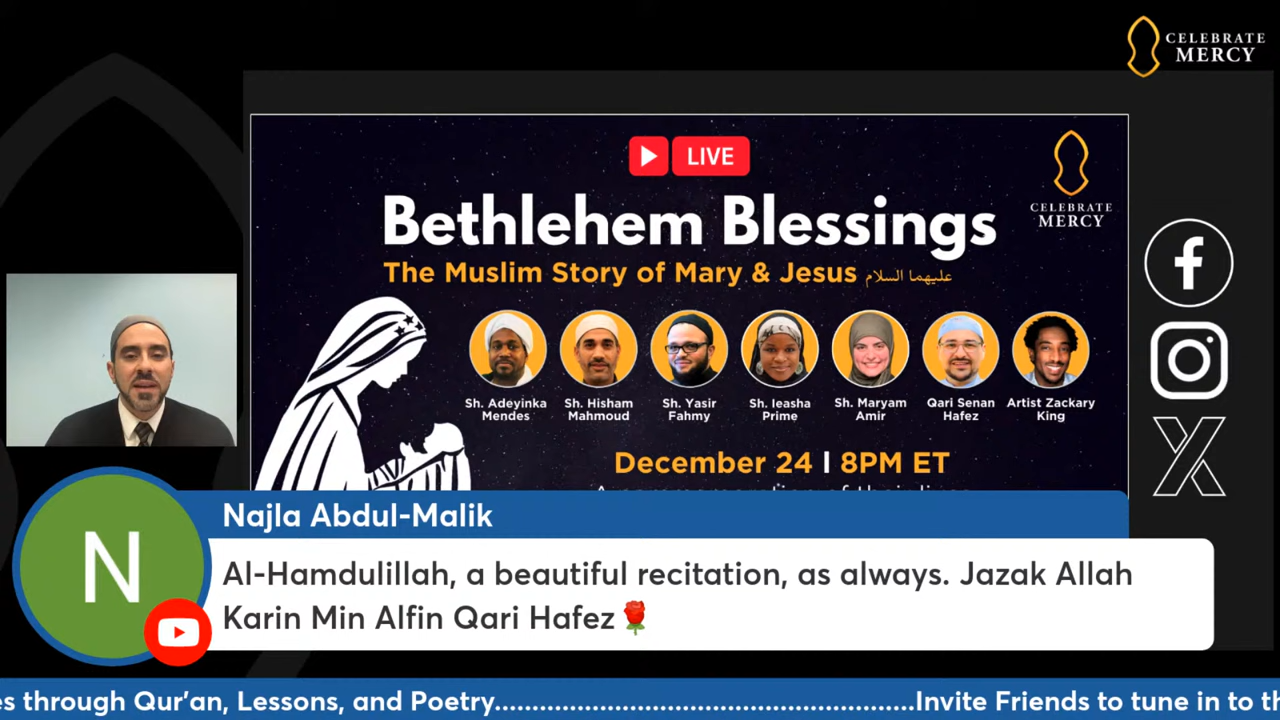 CELEBRATE
MERCY
LIVE
Bethlehem Blessings
CELEBRATE
MERCY
The Muslim Story of Mary & Jesus عليهما السلام
Sh. Adeyinka
Mendes
Sh. Hisham
Mahmoud
Sh. Yasir
Fahmy
Sh. Ieasha
Prime
Sh. Maryam
Amir
Qari Senan
Hafez
Artist Zackary
King
December 24 | 8PM ET
Najla Abdul-Malik
N
Al-Hamdulillah, a beautiful recitation, as always. Jazak Allah
Karin Min Alfin Qari Hafez🌹
es through Qur'an, Lessons, and Poetry..................................................Invite Friends to tune in to th